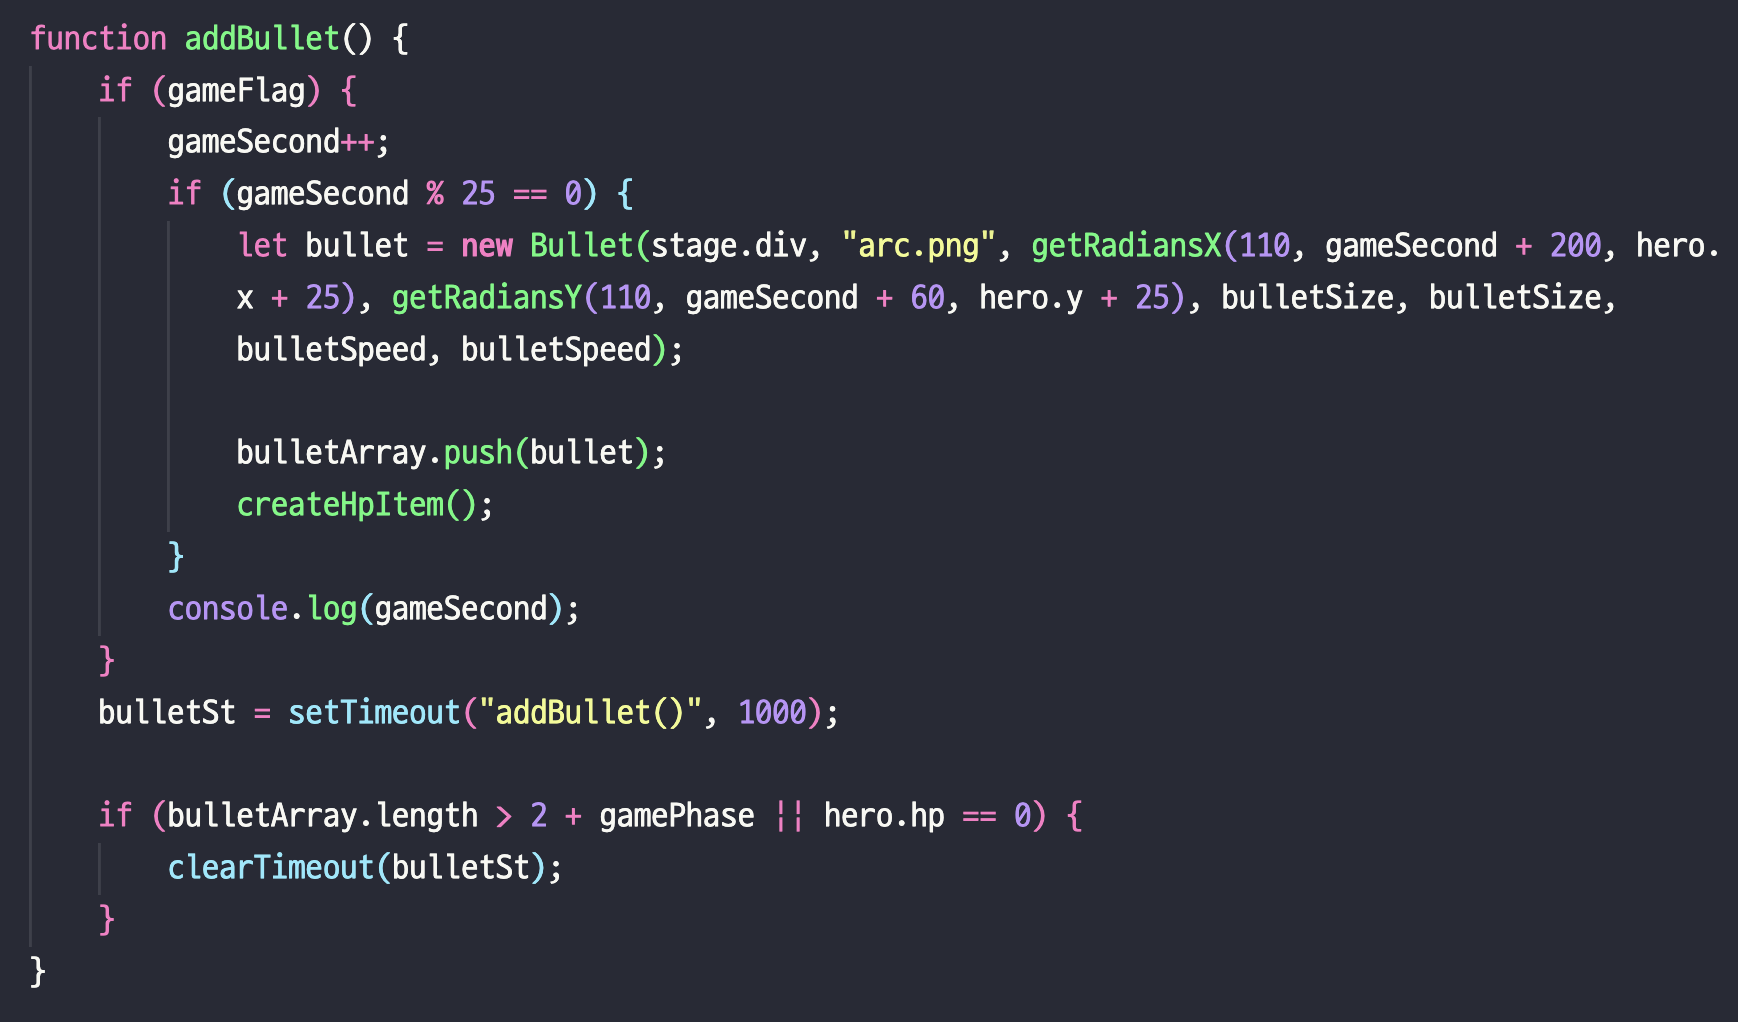 function addBullet() {
    if (gameFlag) {
        gameSecond++;
        if (gameSecond % 25 == 0) {
            let bullet = new Bullet(stage.div, "arc.png", getRadiansX(110, gameSecond + 200, hero.
            x + 25), getRadiansY(110, gameSecond + 60, hero.y + 25), bulletSize, bulletSize,
            bulletSpeed, bulletSpeed);

            bulletArray.push(bullet);
            createHpItem();
        }
        console.log(gameSecond);
    }
    bulletSt = setTimeout("addBullet()", 1000);

    if (bulletArray.length > 2 + gamePhase || hero.hp == 0) {
        clearTimeout(bulletSt);
    }
}